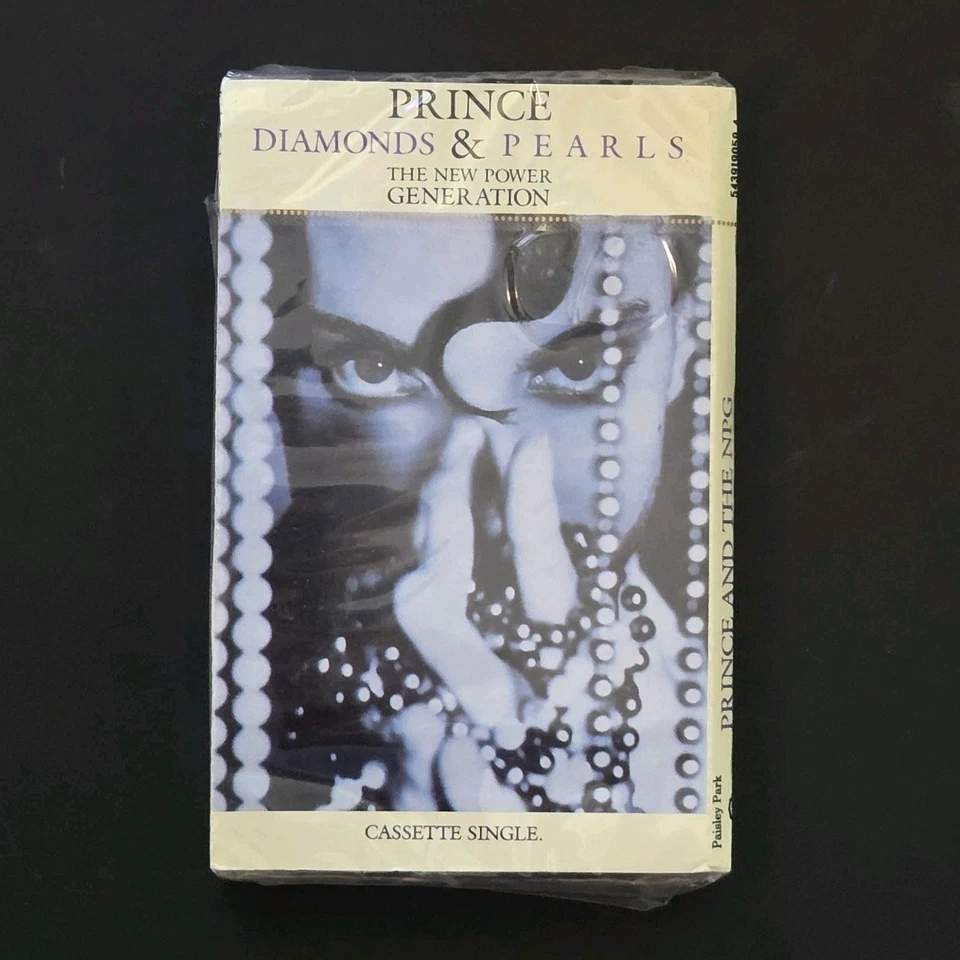 PRINCE
DIAMONDS & PEARLS
THE NEW POWER
GENERATION
CASSETTE SINGLE.
PRINCE AND THE NPG
Paisley Park